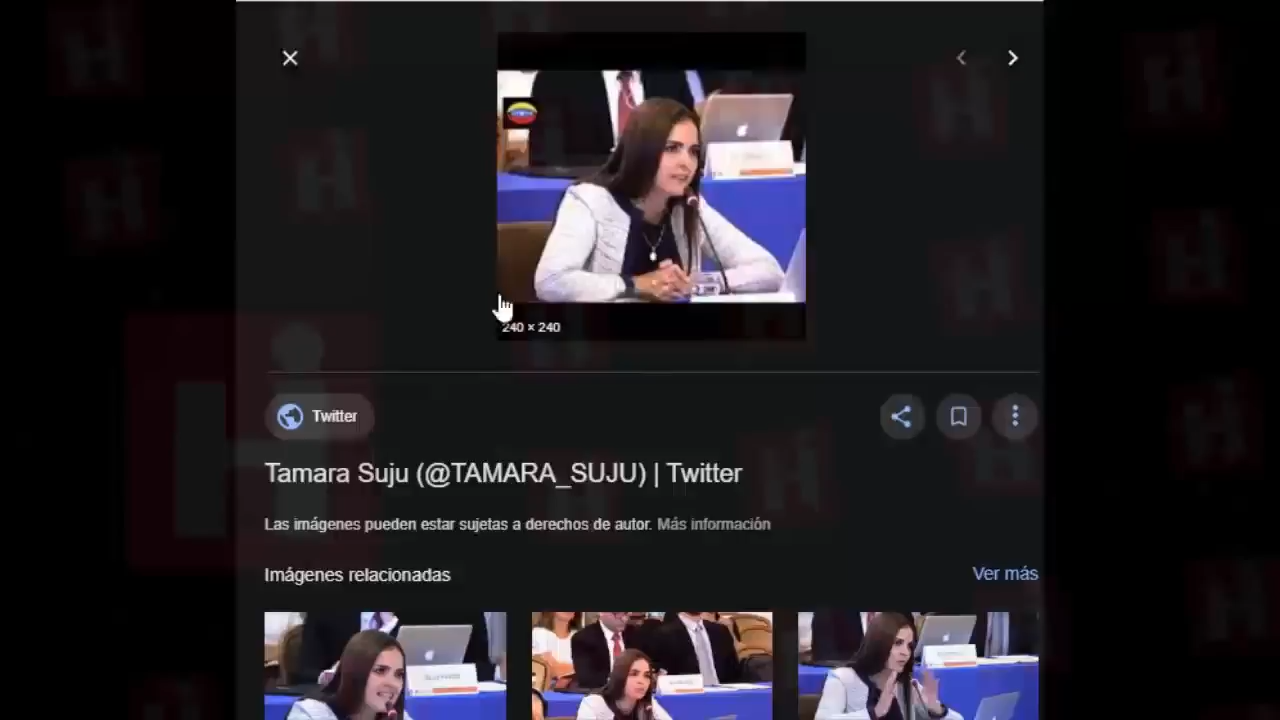 240 × 240
Twitter
Tamara Suju (@TAMARA_SUJU) | Twitter
Las imágenes pueden estar sujetas a derechos de autor. Más información
Imágenes relacionadas
Ver más